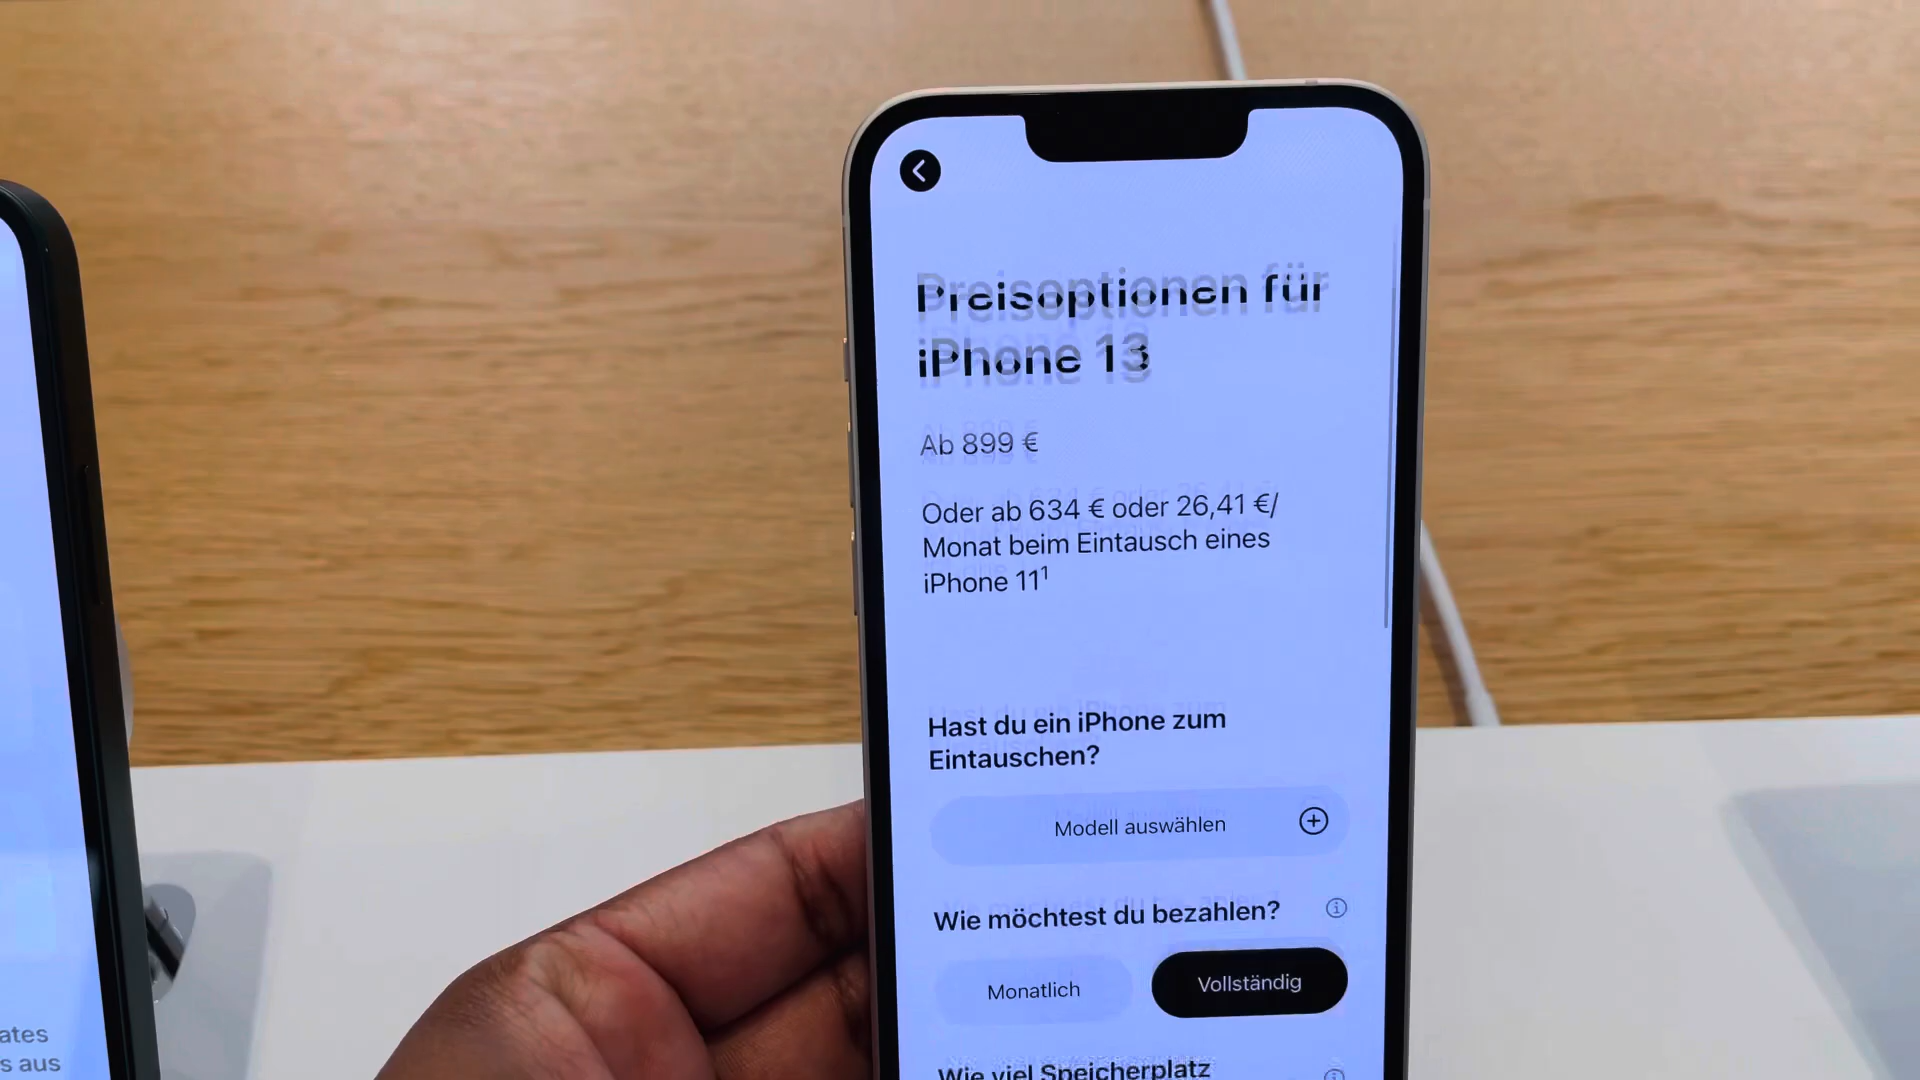 Preisoptionen für
iPhone 13
Ab 899 €
Oder ab 634 € oder 26,41 €/
Monat beim Eintausch eines
iPhone 11¹
Hast du ein iPhone zum
Eintauschen?
Modell auswählen
Wie möchtest du bezahlen?
Monatlich
Vollständig
Wie viel Speicherplatz
ates
s aus